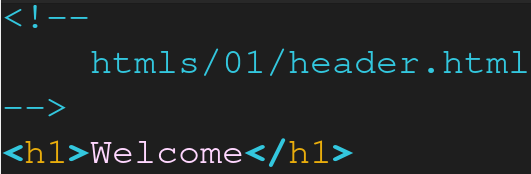 <!--
    htmls/01/header.html
-->
<h1>Welcome</h1>